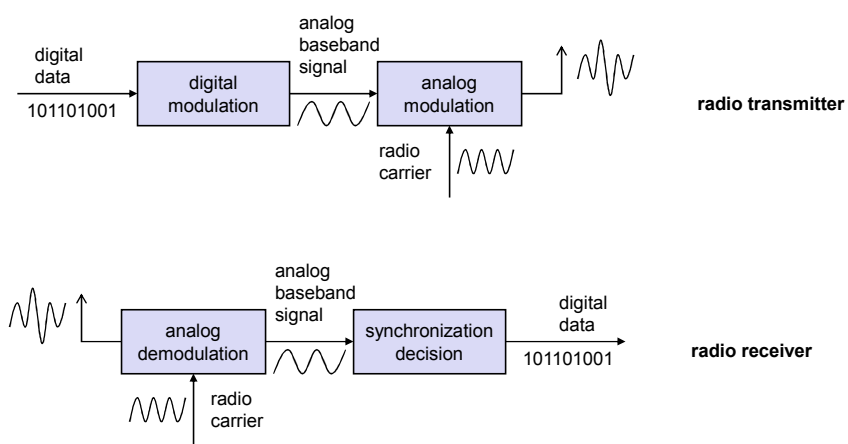 analog
baseband
signal
digital
data
101101001
digital
modulation
analog
modulation
radio
carrier
radio transmitter
analog
baseband
signal
analog
demodulation
synchronization
decision
digital
data
101101001
radio receiver
radio
carrier